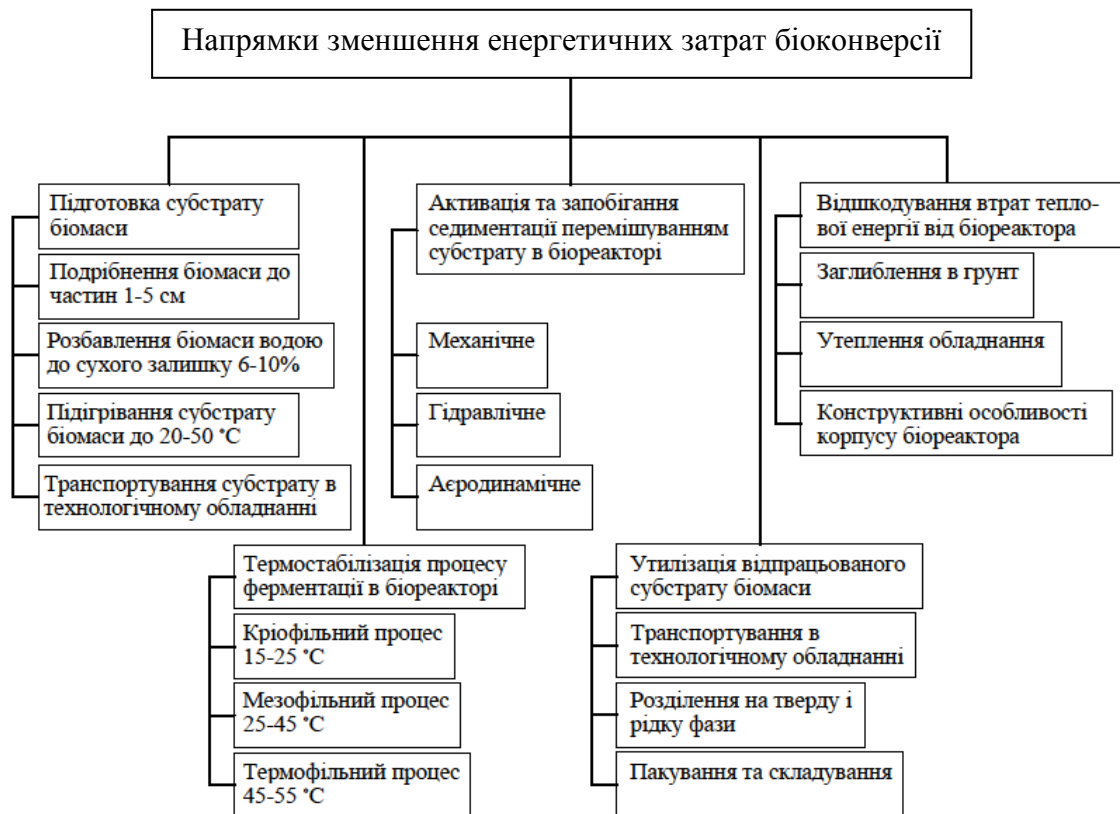 Напрямки зменшення енергетичних затрат біоконверсії
Підготовка субстрату
біомаси
Подрібнення біомаси до
частин 1-5 см
Розбавлення біомаси водою
до сухого залишку 6-10%
Підігрівання субстрату
біомаси до 20-50 °С
Транспортування субстрату в
технологічному обладнанні
Термостабілізація процесу
ферментації в біореакторі
Кріофільний процес
15-25 °С
Мезофільний процес
25-45 °С
Термофільний процес
45-55 °С
Активація та запобігання
седиментації перемішуванням
субстрату в біореакторі
Механічне
Гідравлічне
Аєродинамічне
Утилізація відпрацьованого
субстрату біомаси
Транспортування в
технологічному обладнанні
Розділення на тверду і
рідку фази
Пакування та складування
Відшкодування втрат тепло-
вої енергії від біореактора
Заглиблення в грунт
Утеплення обладнання
Конструктивні особливості
корпусу біореактора